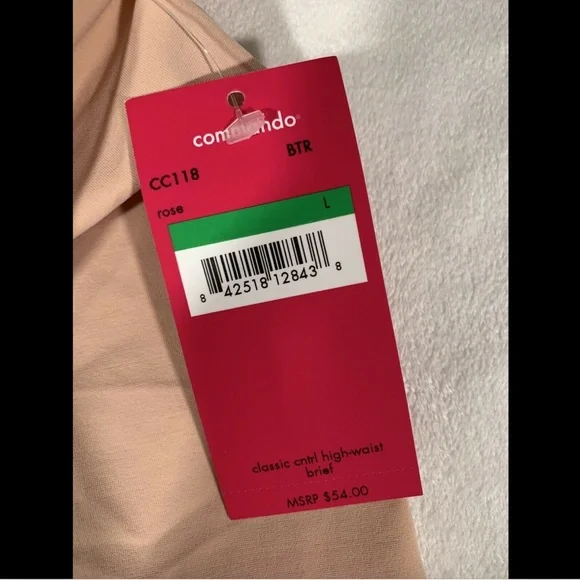 commando
BTR
CC118
rose
L
8 42518 12843 8
classic cntrl high-waist
brief
MSRP $54.00